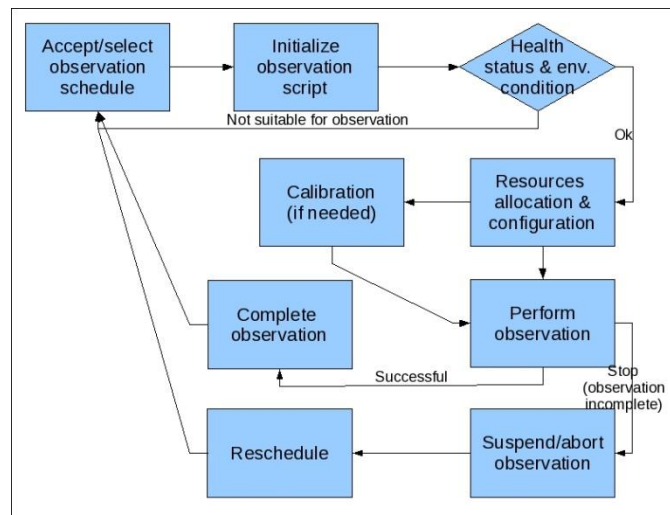 Accept/select
observation
schedule
Initialize
observation
script
Health
status & env.
condition
Not suitable for observation
Ok
Calibration
(if needed)
Resources
allocation &
configuration
Complete
observation
Perform
observation
Successful
Stop
(observation
incomplete)
Reschedule
Suspend/abort
observation